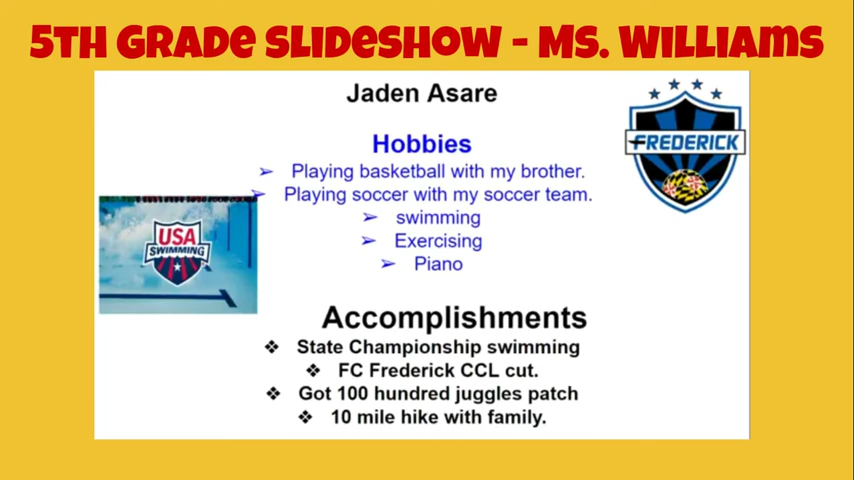 5TH GRADE SLIDESHOW - MS. WILLIAMS
Jaden Asare
FREDERICK
Hobbies
➢ Playing basketball with my brother.
➢ Playing soccer with my soccer team.
➢ swimming
➢ Exercising
➢ Piano
USA
SWIMMING
Accomplishments
❖ State Championship swimming
❖ FC Frederick CCL cut.
❖ Got 100 hundred juggles patch
❖ 10 mile hike with family.